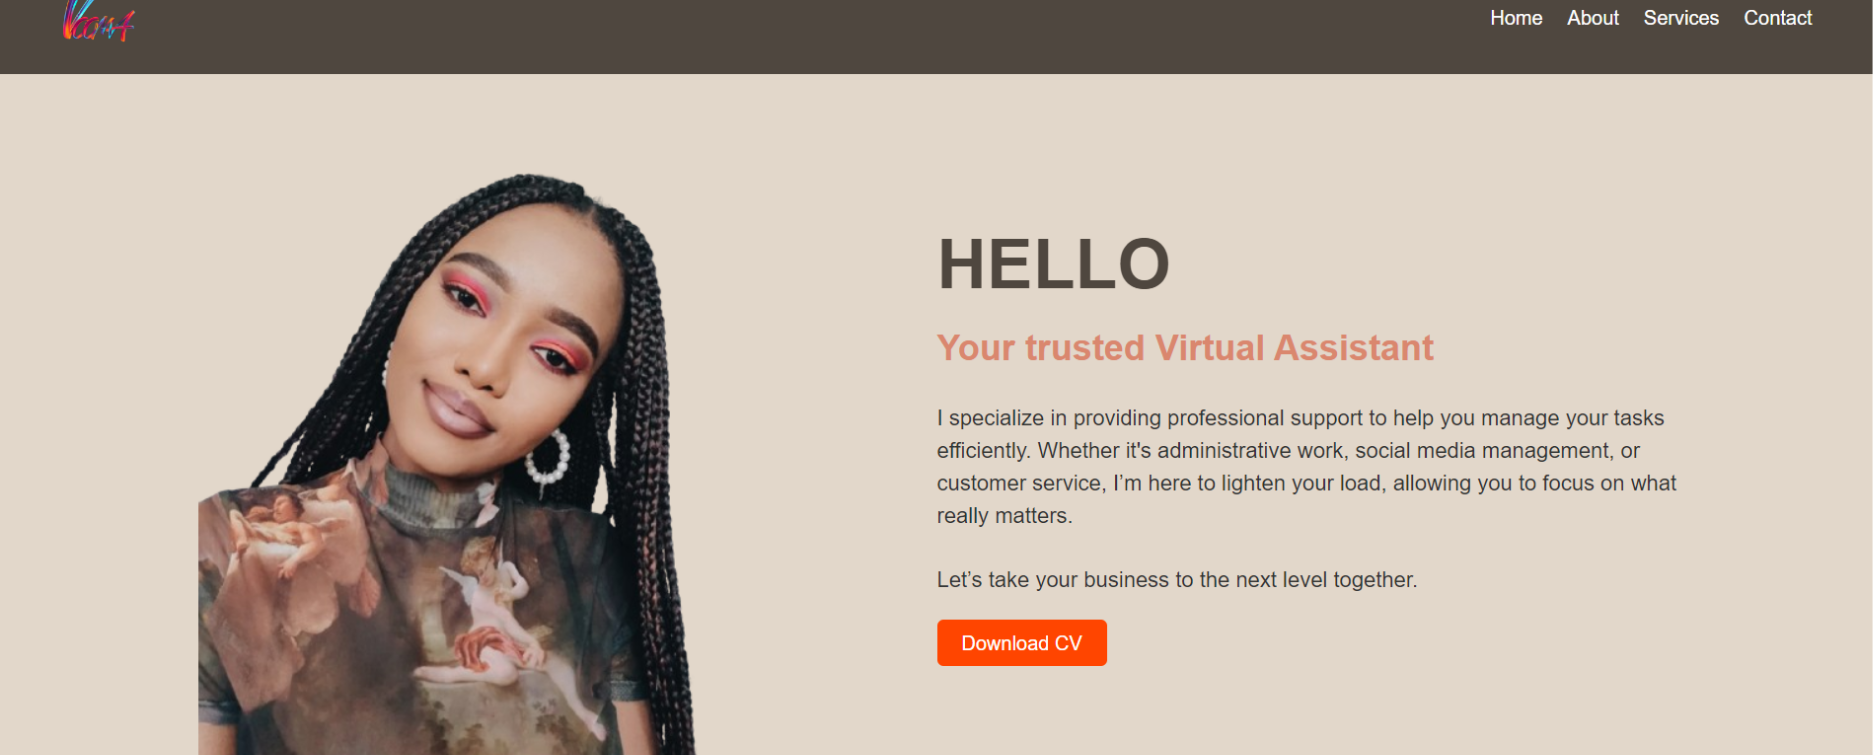 Home About Services Contact
HELLO
Your trusted Virtual Assistant
I specialize in providing professional support to help you manage your tasks
efficiently. Whether it's administrative work, social media management, or
customer service, I’m here to lighten your load, allowing you to focus on what
really matters.
Let’s take your business to the next level together.
Download CV